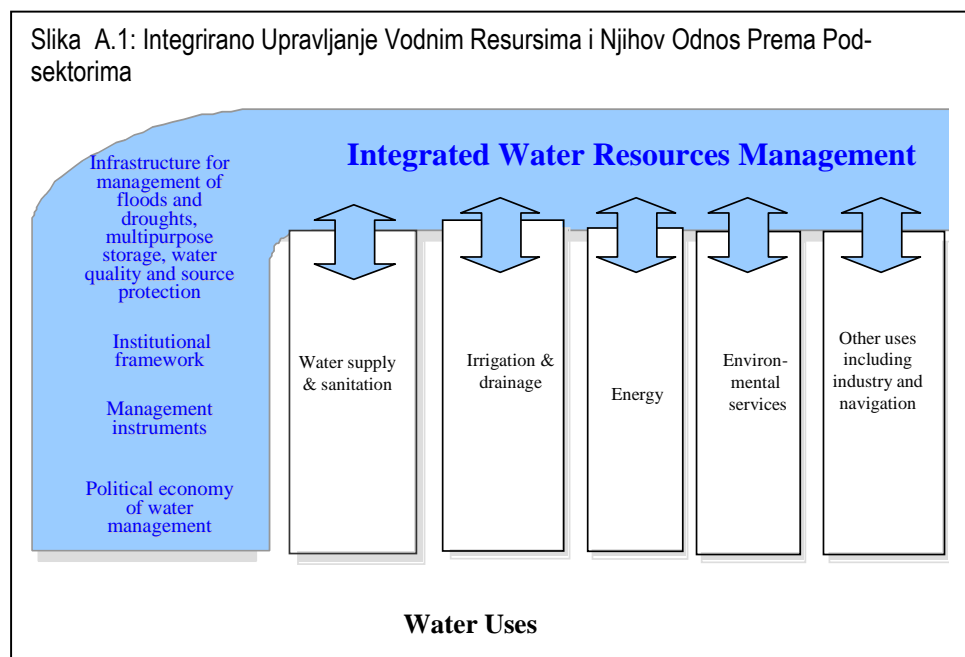 Slika A.1: Integrirano Upravljanje Vodnim Resursima i Njihov Odnos Prema Pod-
sektorima
Integrated Water Resources Management
Infrastructure for
management of
floods and
droughts,
multipurpose
storage, water
quality and source
protection
Institutional
framework
Management
instruments
Political economy
of water
management
Water supply
& sanitation
Irrigation &
drainage
Energy
Environ-
mental
services
Other uses
including
industry and
navigation
Water Uses